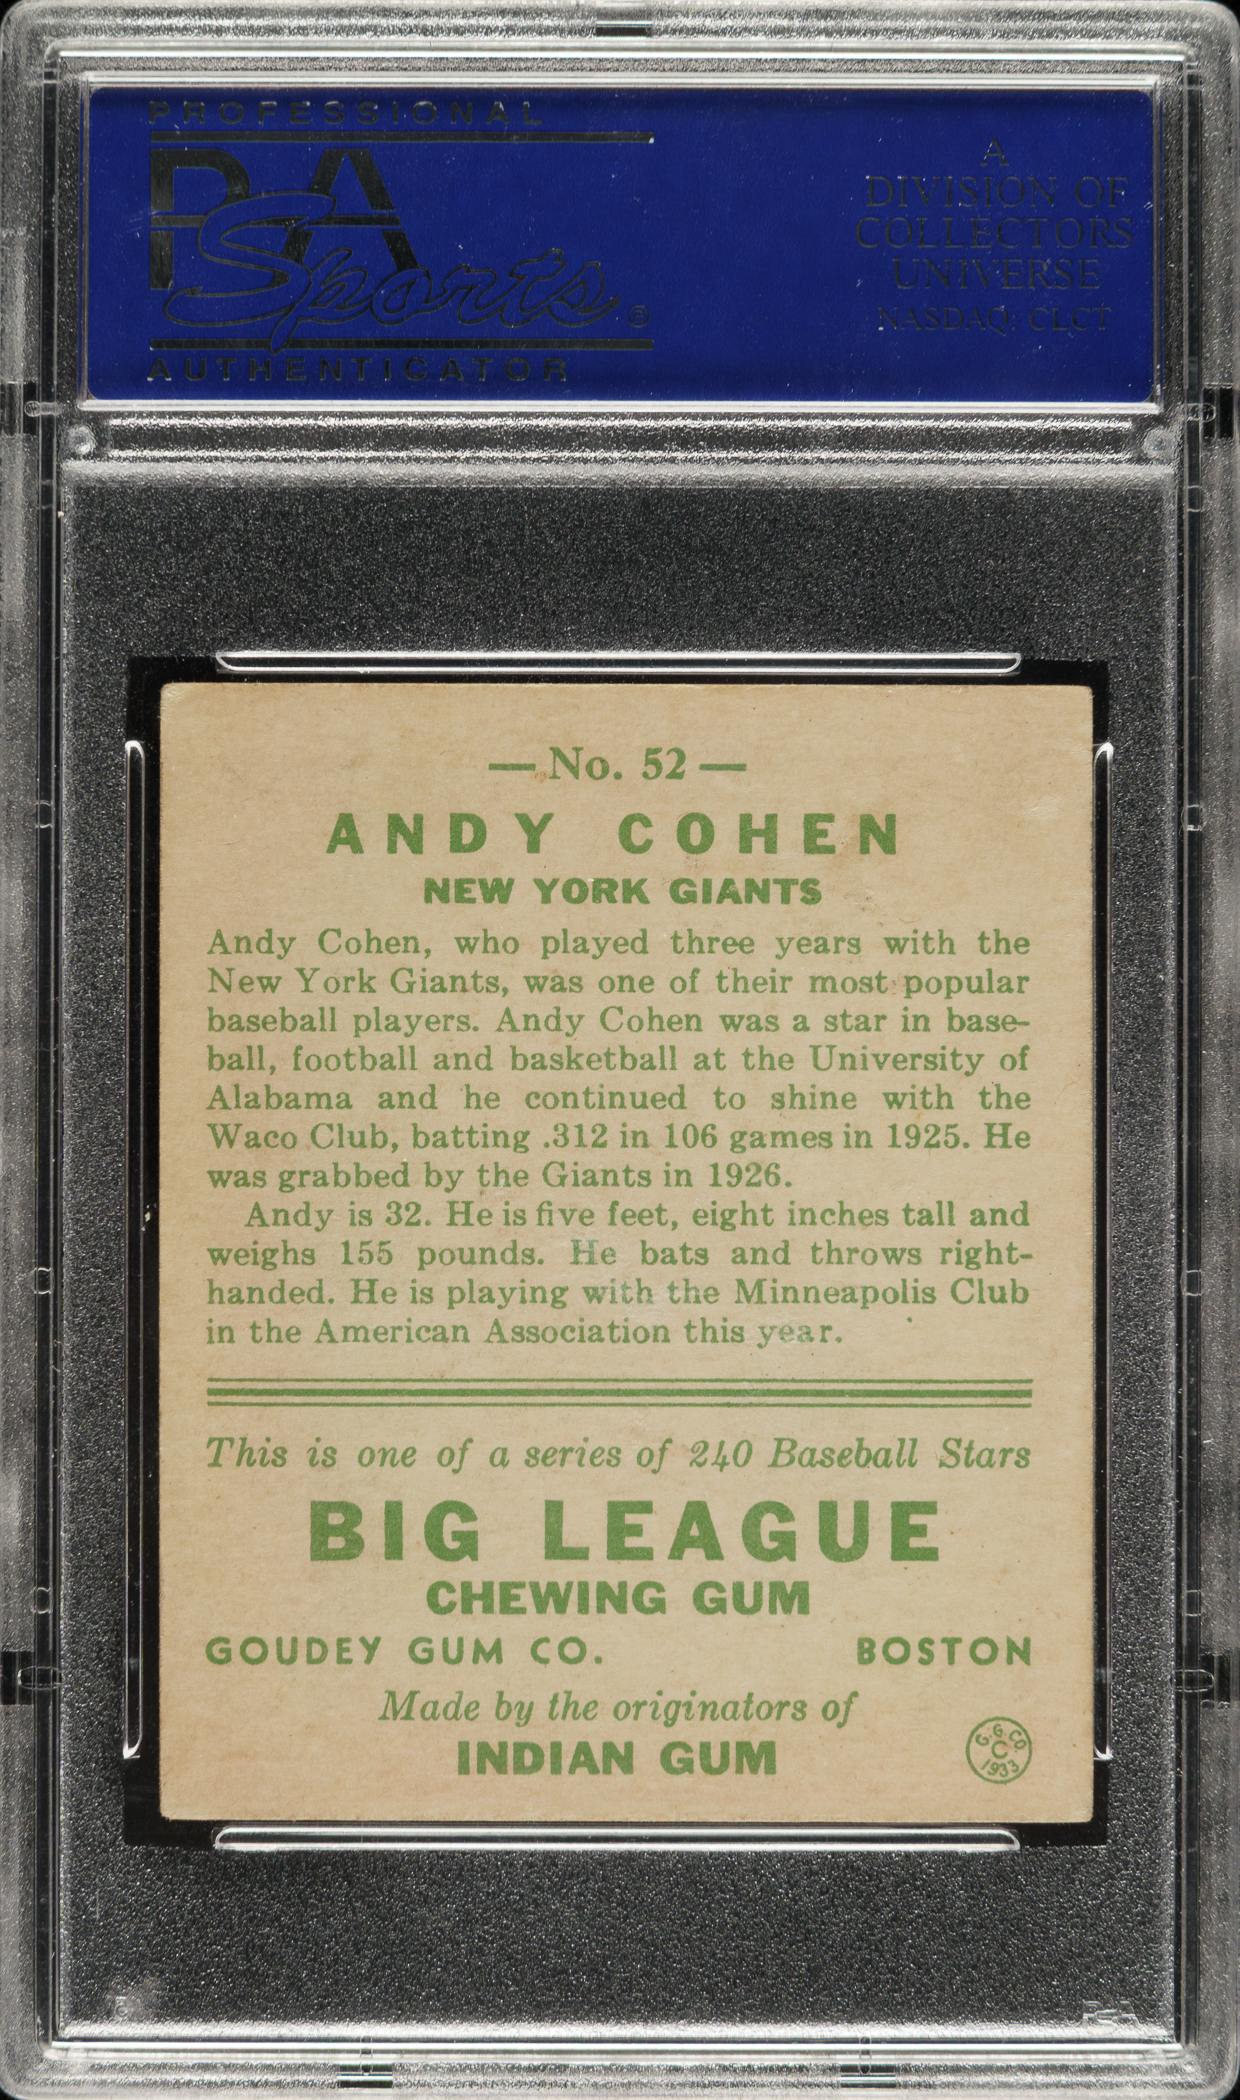 PROFESSIONAL
PSA
Sports ®
AUTHENTICATOR
A
DIVISION OF
COLLECTORS
UNIVERSE
NASDAQ: CLCT
—No. 52—
ANDY COHEN
NEW YORK GIANTS
Andy Cohen, who played three years with the
New York Giants, was one of their most popular
baseball players. Andy Cohen was a star in base-
ball, football and basketball at the University of
Alabama and he continued to shine with the
Waco Club, batting .312 in 106 games in 1925. He
was grabbed by the Giants in 1926.
Andy is 32. He is five feet, eight inches tall and
weighs 155 pounds. He bats and throws right-
handed. He is playing with the Minneapolis Club
in the American Association this year.
This is one of a series of 240 Baseball Stars
BIG LEAGUE
CHEWING GUM
GOUDEY GUM CO. BOSTON
Made by the originators of
INDIAN GUM
G. G. CO.
C
1933
PSA